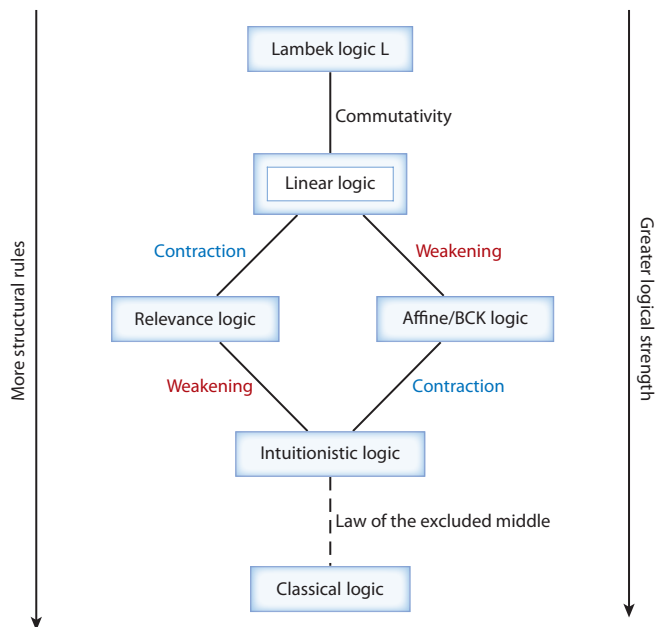 Lambek logic L
Commutativity
Linear logic
Contraction
Weakening
Relevance logic
Affine/BCK logic
Weakening
Contraction
Intuitionistic logic
Law of the excluded middle
Classical logic
More structural rules
Greater logical strength